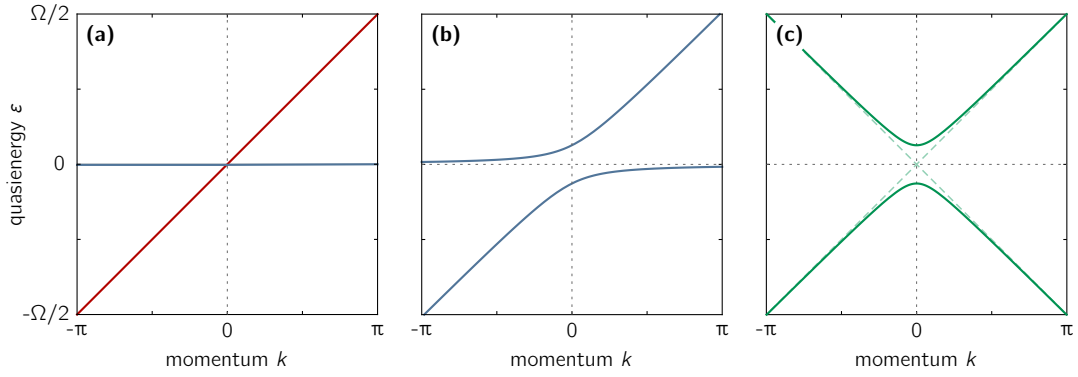 Ω/2
(a)
(b)
(c)
quasienergy ε
0
-Ω/2
-π
0
π
-π
0
π
-π
0
π
momentum k
momentum k
momentum k